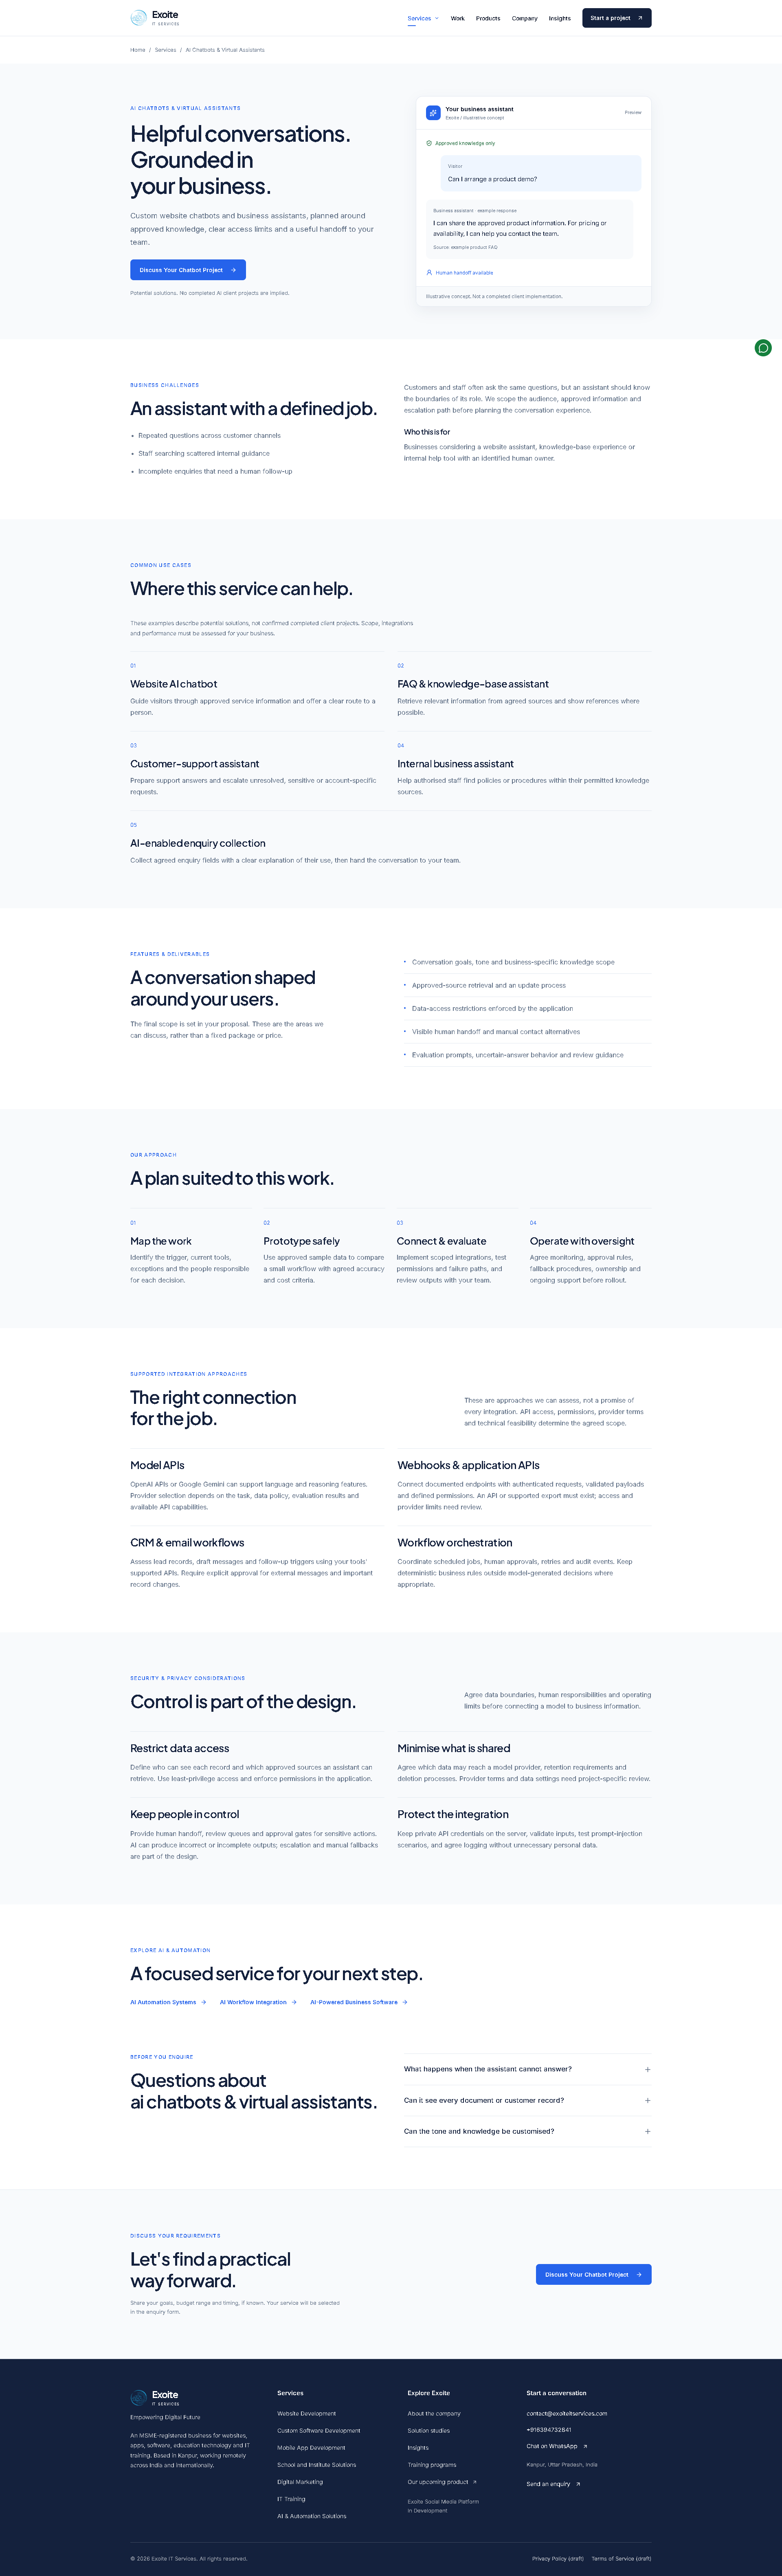 Exoite
IT SERVICES
Services
Work
Products
Company
Insights
Start a project
Home / Services / AI Chatbots & Virtual Assistants
AI CHATBOTS & VIRTUAL ASSISTANTS
Helpful conversations.
Grounded in
your business.
Custom website chatbots and business assistants, planned around
approved knowledge, clear access limits and a useful handoff to your
team.
Discuss Your Chatbot Project
Potential solutions. No completed AI client projects are implied.
Your business assistant
Exoite / Illustrative concept
Preview
Approved knowledge only
Visitor
Can I arrange a product demo?
Business assistant · example response
I can share the approved product information. For pricing or
availability, I can help you contact the team.
Source: example product FAQ
Human handoff available
Illustrative concept. Not a completed client implementation.
BUSINESS CHALLENGES
An assistant with a defined job.
• Repeated questions across customer channels
• Staff searching scattered internal guidance
• Incomplete enquiries that need a human follow-up
Customers and staff often ask the same questions, but an assistant should know
the boundaries of its role. We scope the audience, approved information and
escalation path before planning the conversation experience.
Who this is for
Businesses considering a website assistant, knowledge-base experience or
internal help tool with an identified human owner.
COMMON USE CASES
Where this service can help.
These examples describe potential solutions, not confirmed completed client projects. Scope, integrations
and performance must be assessed for your business.
01
Website AI chatbot
Guide visitors through approved service information and offer a clear route to a
person.
02
FAQ & knowledge-base assistant
Retrieve relevant information from agreed sources and show references where
possible.
03
Customer-support assistant
Prepare support answers and escalate unresolved, sensitive or account-specific
requests.
04
Internal business assistant
Help authorised staff find policies or procedures within their permitted knowledge
sources.
05
AI-enabled enquiry collection
Collect agreed enquiry fields with a clear explanation of their use, then hand the conversation to your team.
FEATURES & DELIVERABLES
A conversation shaped
around your users.
The final scope is set in your proposal. These are the areas we
can discuss, rather than a fixed package or price.
• Conversation goals, tone and business-specific knowledge scope
• Approved-source retrieval and an update process
• Data-access restrictions enforced by the application
• Visible human handoff and manual contact alternatives
• Evaluation prompts, uncertain-answer behavior and review guidance
OUR APPROACH
A plan suited to this work.
01
Map the work
Identify the trigger, current tools,
exceptions and the people responsible
for each decision.
02
Prototype safely
Use approved sample data to compare
a small workflow with agreed accuracy
and cost criteria.
03
Connect & evaluate
Implement scoped integrations, test
permissions and failure paths, and
review outputs with your team.
04
Operate with oversight
Agree monitoring, approval rules,
fallback procedures, ownership and
ongoing support before rollout.
SUPPORTED INTEGRATION APPROACHES
The right connection
for the job.
These are approaches we can assess, not a promise of
every integration. API access, permissions, provider terms
and technical feasibility determine the agreed scope.
Model APIs
OpenAI APIs or Google Gemini can support language and reasoning features.
Provider selection depends on the task, data policy, evaluation results and
available API capabilities.
Webhooks & application APIs
Connect documented endpoints with authenticated requests, validated payloads
and defined permissions. An API or supported export must exist; access and
provider limits need review.
CRM & email workflows
Assess lead records, draft messages and follow-up triggers using your tools'
supported APIs. Require explicit approval for external messages and important
record changes.
Workflow orchestration
Coordinate scheduled jobs, human approvals, retries and audit events. Keep
deterministic business rules outside model-generated decisions where
appropriate.
SECURITY & PRIVACY CONSIDERATIONS
Control is part of the design.
Agree data boundaries, human responsibilities and operating
limits before connecting a model to business information.
Restrict data access
Define who can see each record and which approved sources an assistant can
retrieve. Use least-privilege access and enforce permissions in the application.
Minimise what is shared
Agree which data may reach a model provider, retention requirements and
deletion processes. Provider terms and data settings need project-specific review.
Keep people in control
Provide human handoff, review queues and approval gates for sensitive actions.
AI can produce incorrect or incomplete outputs; escalation and manual fallbacks
are part of the design.
Protect the integration
Keep private API credentials on the server, validate inputs, test prompt-injection
scenarios, and agree logging without unnecessary personal data.
EXPLORE AI & AUTOMATION
A focused service for your next step.
AI Automation Systems
AI Workflow Integration
AI-Powered Business Software
BEFORE YOU ENQUIRE
Questions about
ai chatbots & virtual assistants.
What happens when the assistant cannot answer?
Can it see every document or customer record?
Can the tone and knowledge be customised?
DISCUSS YOUR REQUIREMENTS
Let's find a practical
way forward.
Share your goals, budget range and timing, if known. Your service will be selected
in the enquiry form.
Discuss Your Chatbot Project
Exoite
IT SERVICES
Empowering Digital Future
An MSME-registered business for websites,
apps, software, education technology and IT
training. Based in Kanpur, working remotely
across India and internationally.
Services
Website Development
Custom Software Development
Mobile App Development
School and Institute Solutions
Digital Marketing
IT Training
AI & Automation Solutions
Explore Exoite
About the company
Solution studies
Insights
Training programs
Our upcoming product
Exoite Social Media Platform
In Development
Start a conversation
contact@exoiteitservices.com
+918394732841
Chat on WhatsApp
Kanpur, Uttar Pradesh, India
Send an enquiry
© 2026 Exoite IT Services. All rights reserved.
Privacy Policy (draft)
Terms of Service (draft)